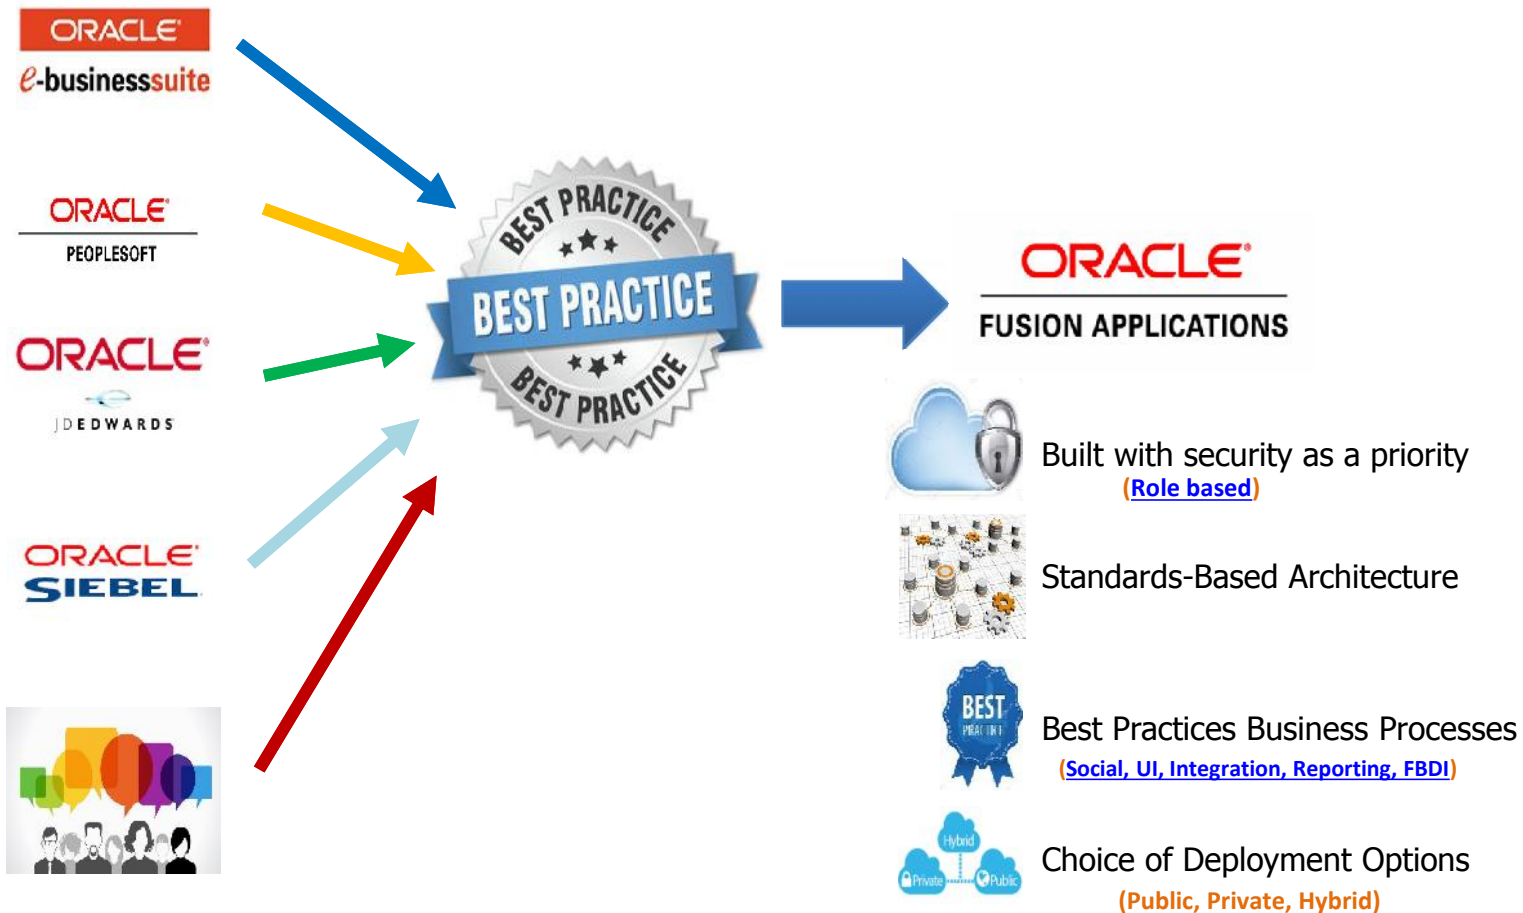 ORACLE
e-businesssuite
ORACLE
PEOPLESOFT
ORACLE
JDEDWARDS
ORACLE
SIEBEL
BEST PRACTICE
BEST PRACTICE
BEST PRACTICE
ORACLE
FUSION APPLICATIONS
Built with security as a priority
(Role based)
Standards-Based Architecture
BEST
PRACTICE
Best Practices Business Processes
(Social, UI, Integration, Reporting, FBDI)
Hybrid
Private
Public
Choice of Deployment Options
(Public, Private, Hybrid)